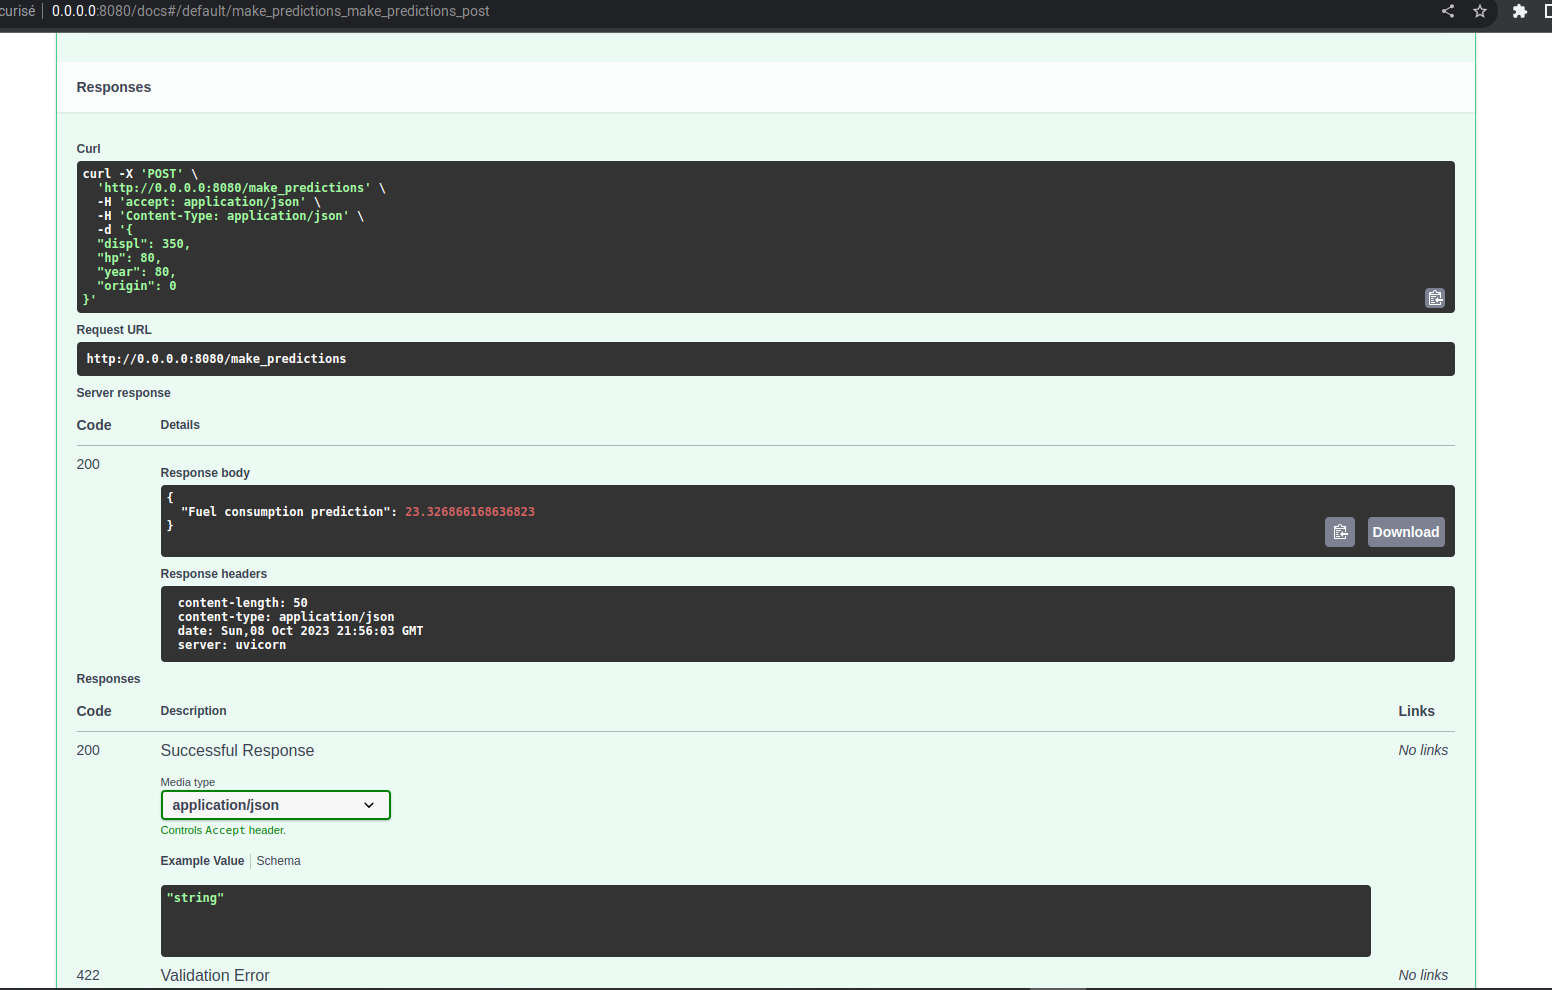 curisé 0.0.0.0:8080/docs#/default/make_predictions_make_predictions_post
Responses
Curl
curl -X 'POST' \
  'http://0.0.0.0:8080/make_predictions' \
  -H 'accept: application/json' \
  -H 'Content-Type: application/json' \
  -d '{
  "displ": 350,
  "hp": 80,
  "year": 80,
  "origin": 0
}'
Request URL
http://0.0.0.0:8080/make_predictions
Server response
Code Details
200
Response body
{
  "Fuel consumption prediction": 23.326866168636823
}
Download
Response headers
content-length: 50
content-type: application/json
date: Sun,08 Oct 2023 21:56:03 GMT
server: uvicorn
Responses
Code Description Links
200 Successful Response No links
Media type
application/json
Controls Accept header.
Example Value Schema
"string"
422 Validation Error No links